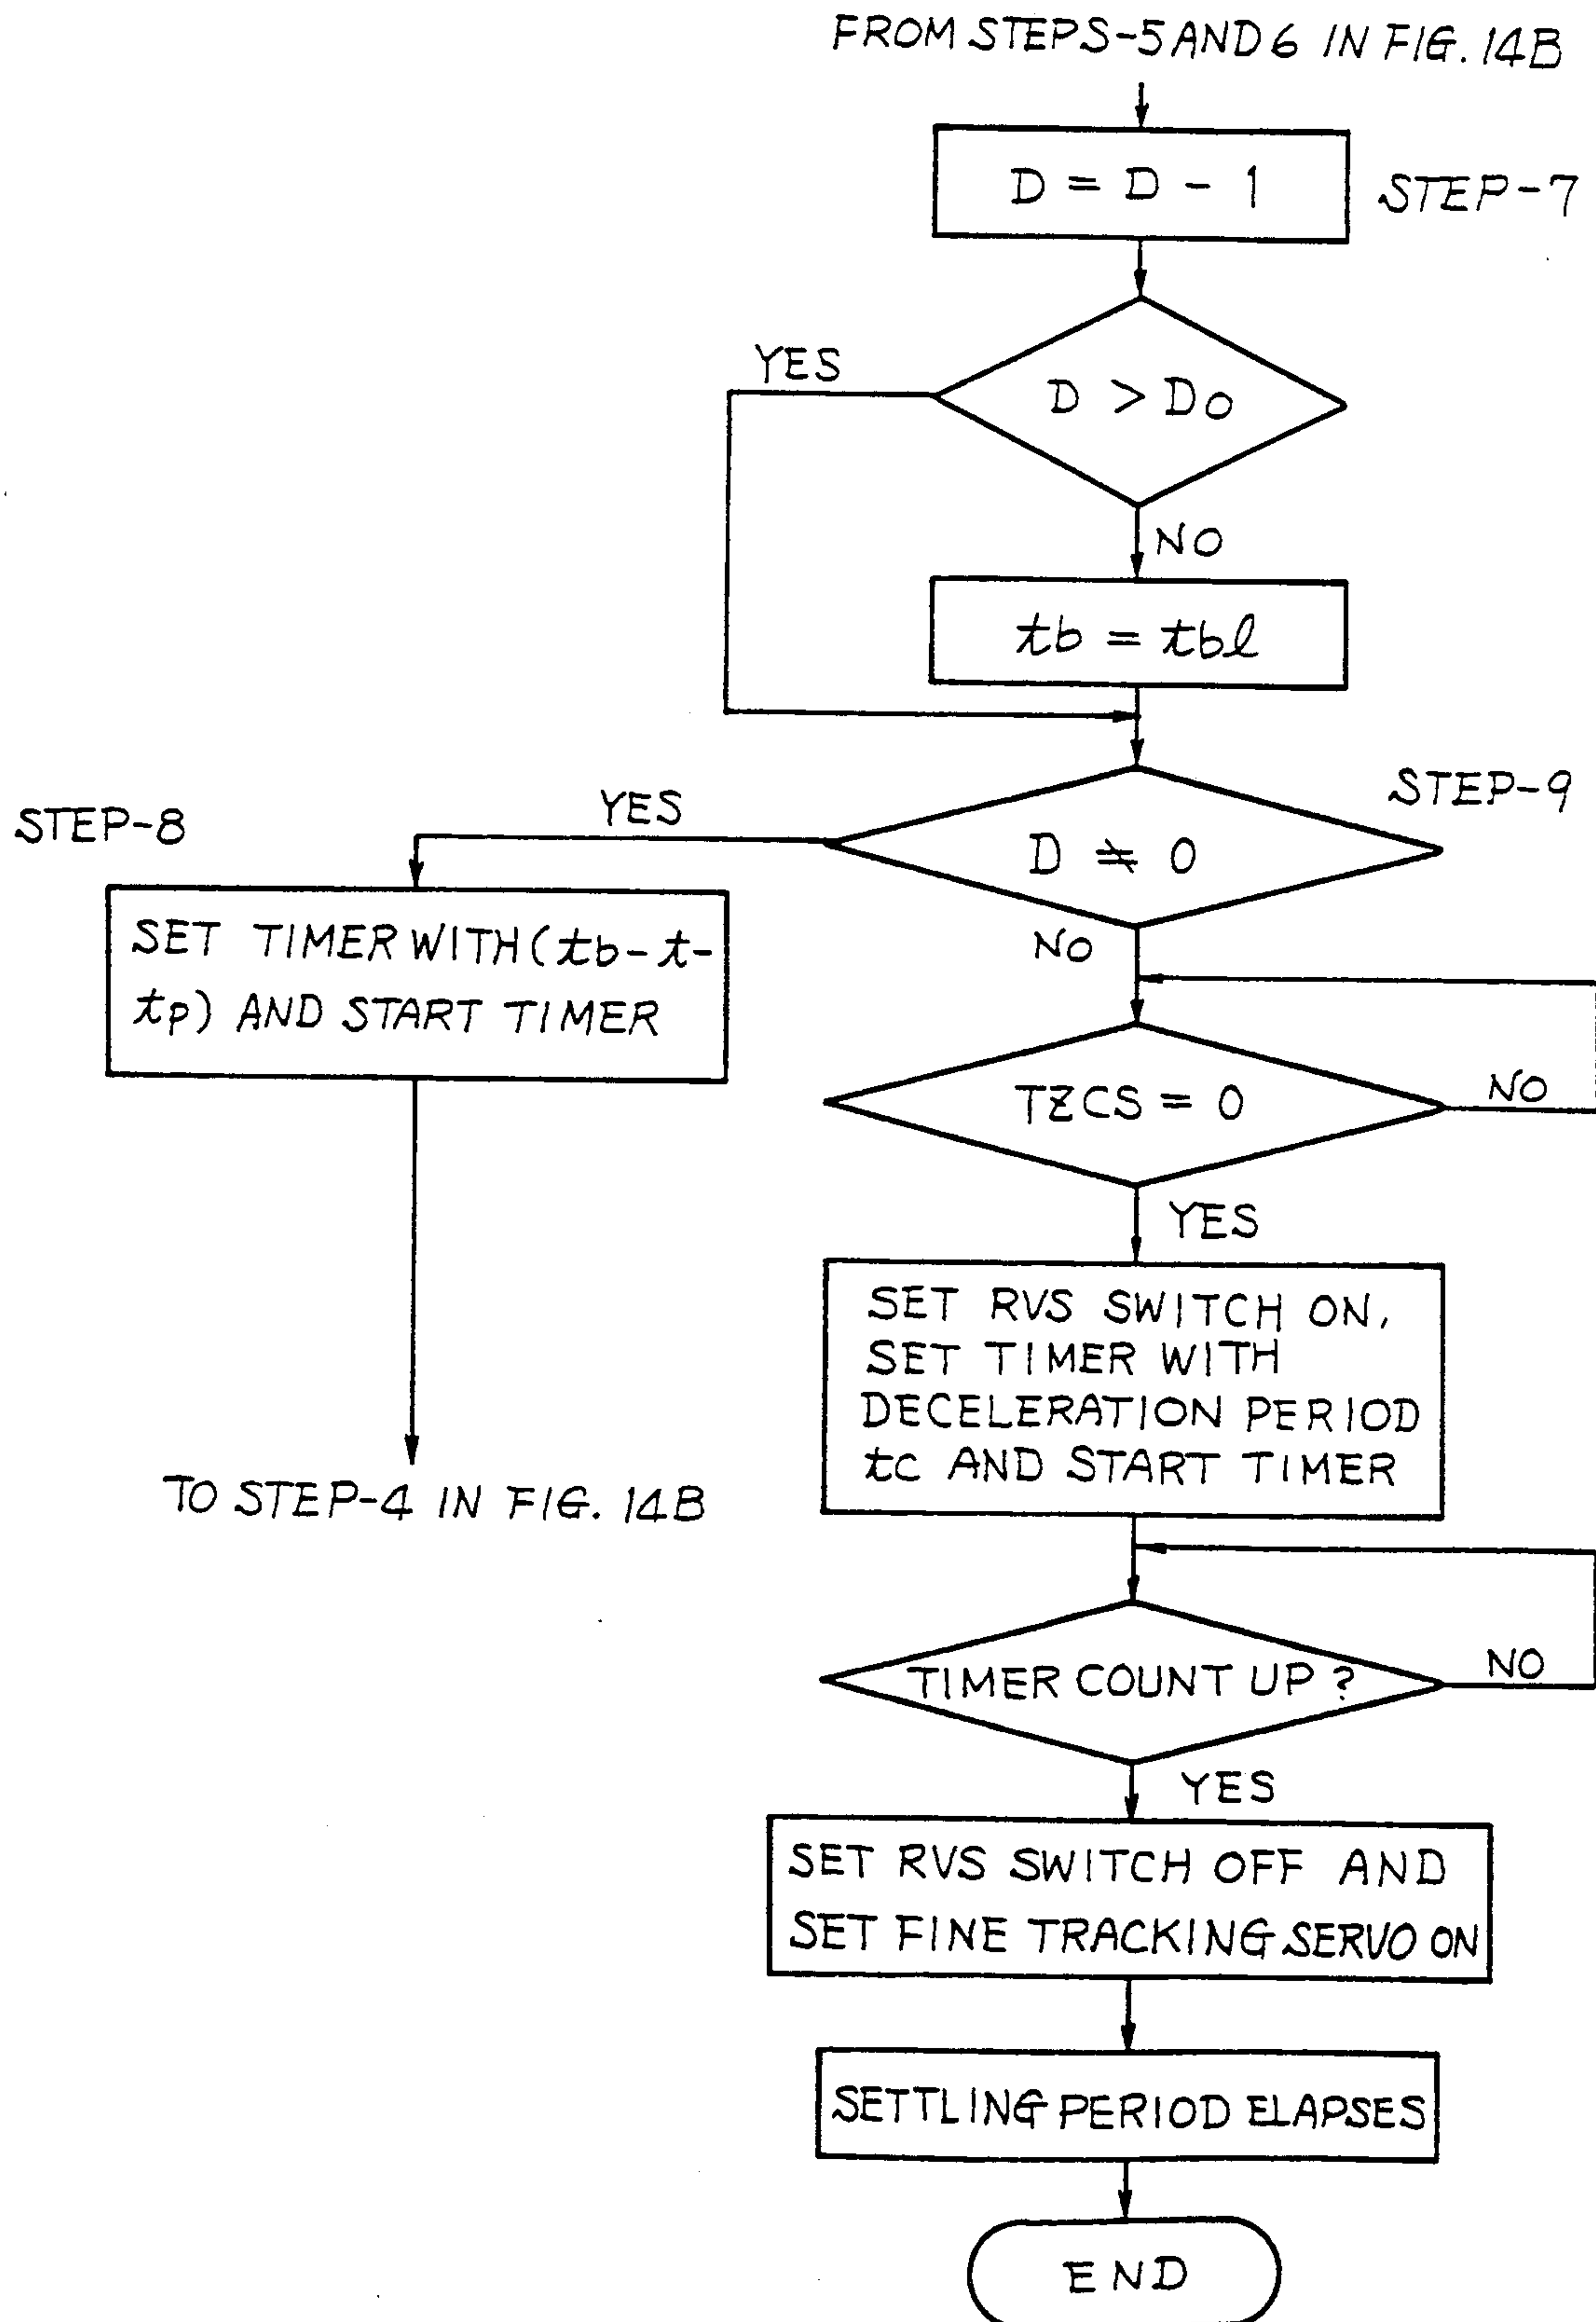 FROM STEPS-5 AND 6 IN FIG. 14B
D = D - 1
STEP-7
YES
D > Do
NO
tb = tbl
STEP-9
STEP-8
YES
D ≠ 0
NO
SET TIMER WITH (tb-t-
tp) AND START TIMER
TZCS = 0
NO
YES
SET RVS SWITCH ON,
SET TIMER WITH
DECELERATION PERIOD
tc AND START TIMER
TO STEP-4 IN FIG. 14B
TIMER COUNT UP ?
NO
YES
SET RVS SWITCH OFF AND
SET FINE TRACKING SERVO ON
SETTLING PERIOD ELAPSES
END